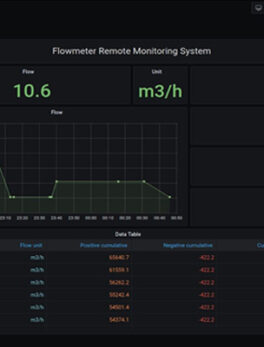 Flowmeter Remote Monitoring System
Flow
Unit
10.6
m3/h
Flow
23:10 23:20 23:30 23:40 23:50 00:00 00:10 00:20 00:30 00:40 00:50
Data Table
Flow unit Positive cumulative Negative cumulative Cu
m3/h 65640.7 -422.2
m3/h 61559.1 -422.2
m3/h 56262.2 -422.2
m3/h 55242.4 -422.2
m3/h 54501.4 -422.2
m3/h 54374.1 -422.2